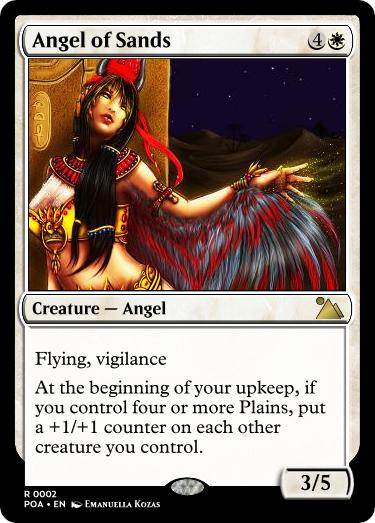 Angel of Sands 4
Creature — Angel
Flying, vigilance
At the beginning of your upkeep, if
you control four or more Plains, put
a +1/+1 counter on each other
creature you control.
3/5
R 0002
POA • EN Emanuella Kozas